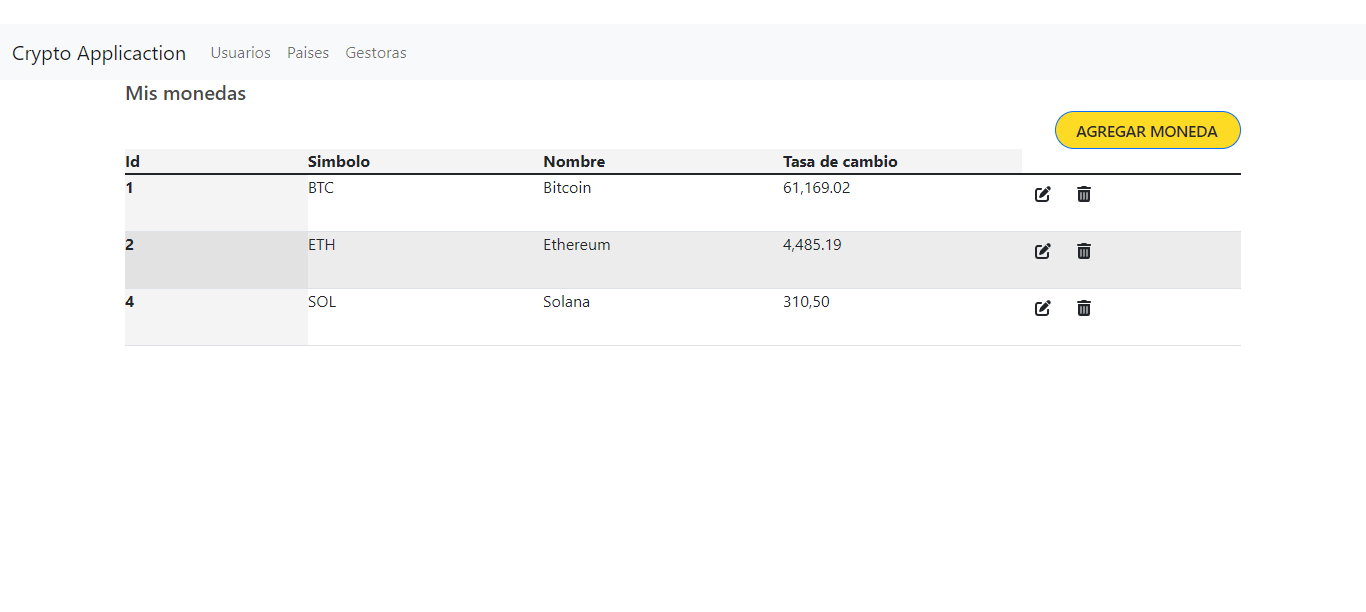 Crypto Applicaction Usuarios Paises Gestoras
Mis monedas
AGREGAR MONEDA
Id Simbolo Nombre Tasa de cambio
1 BTC Bitcoin 61,169.02
2 ETH Ethereum 4,485.19
4 SOL Solana 310,50